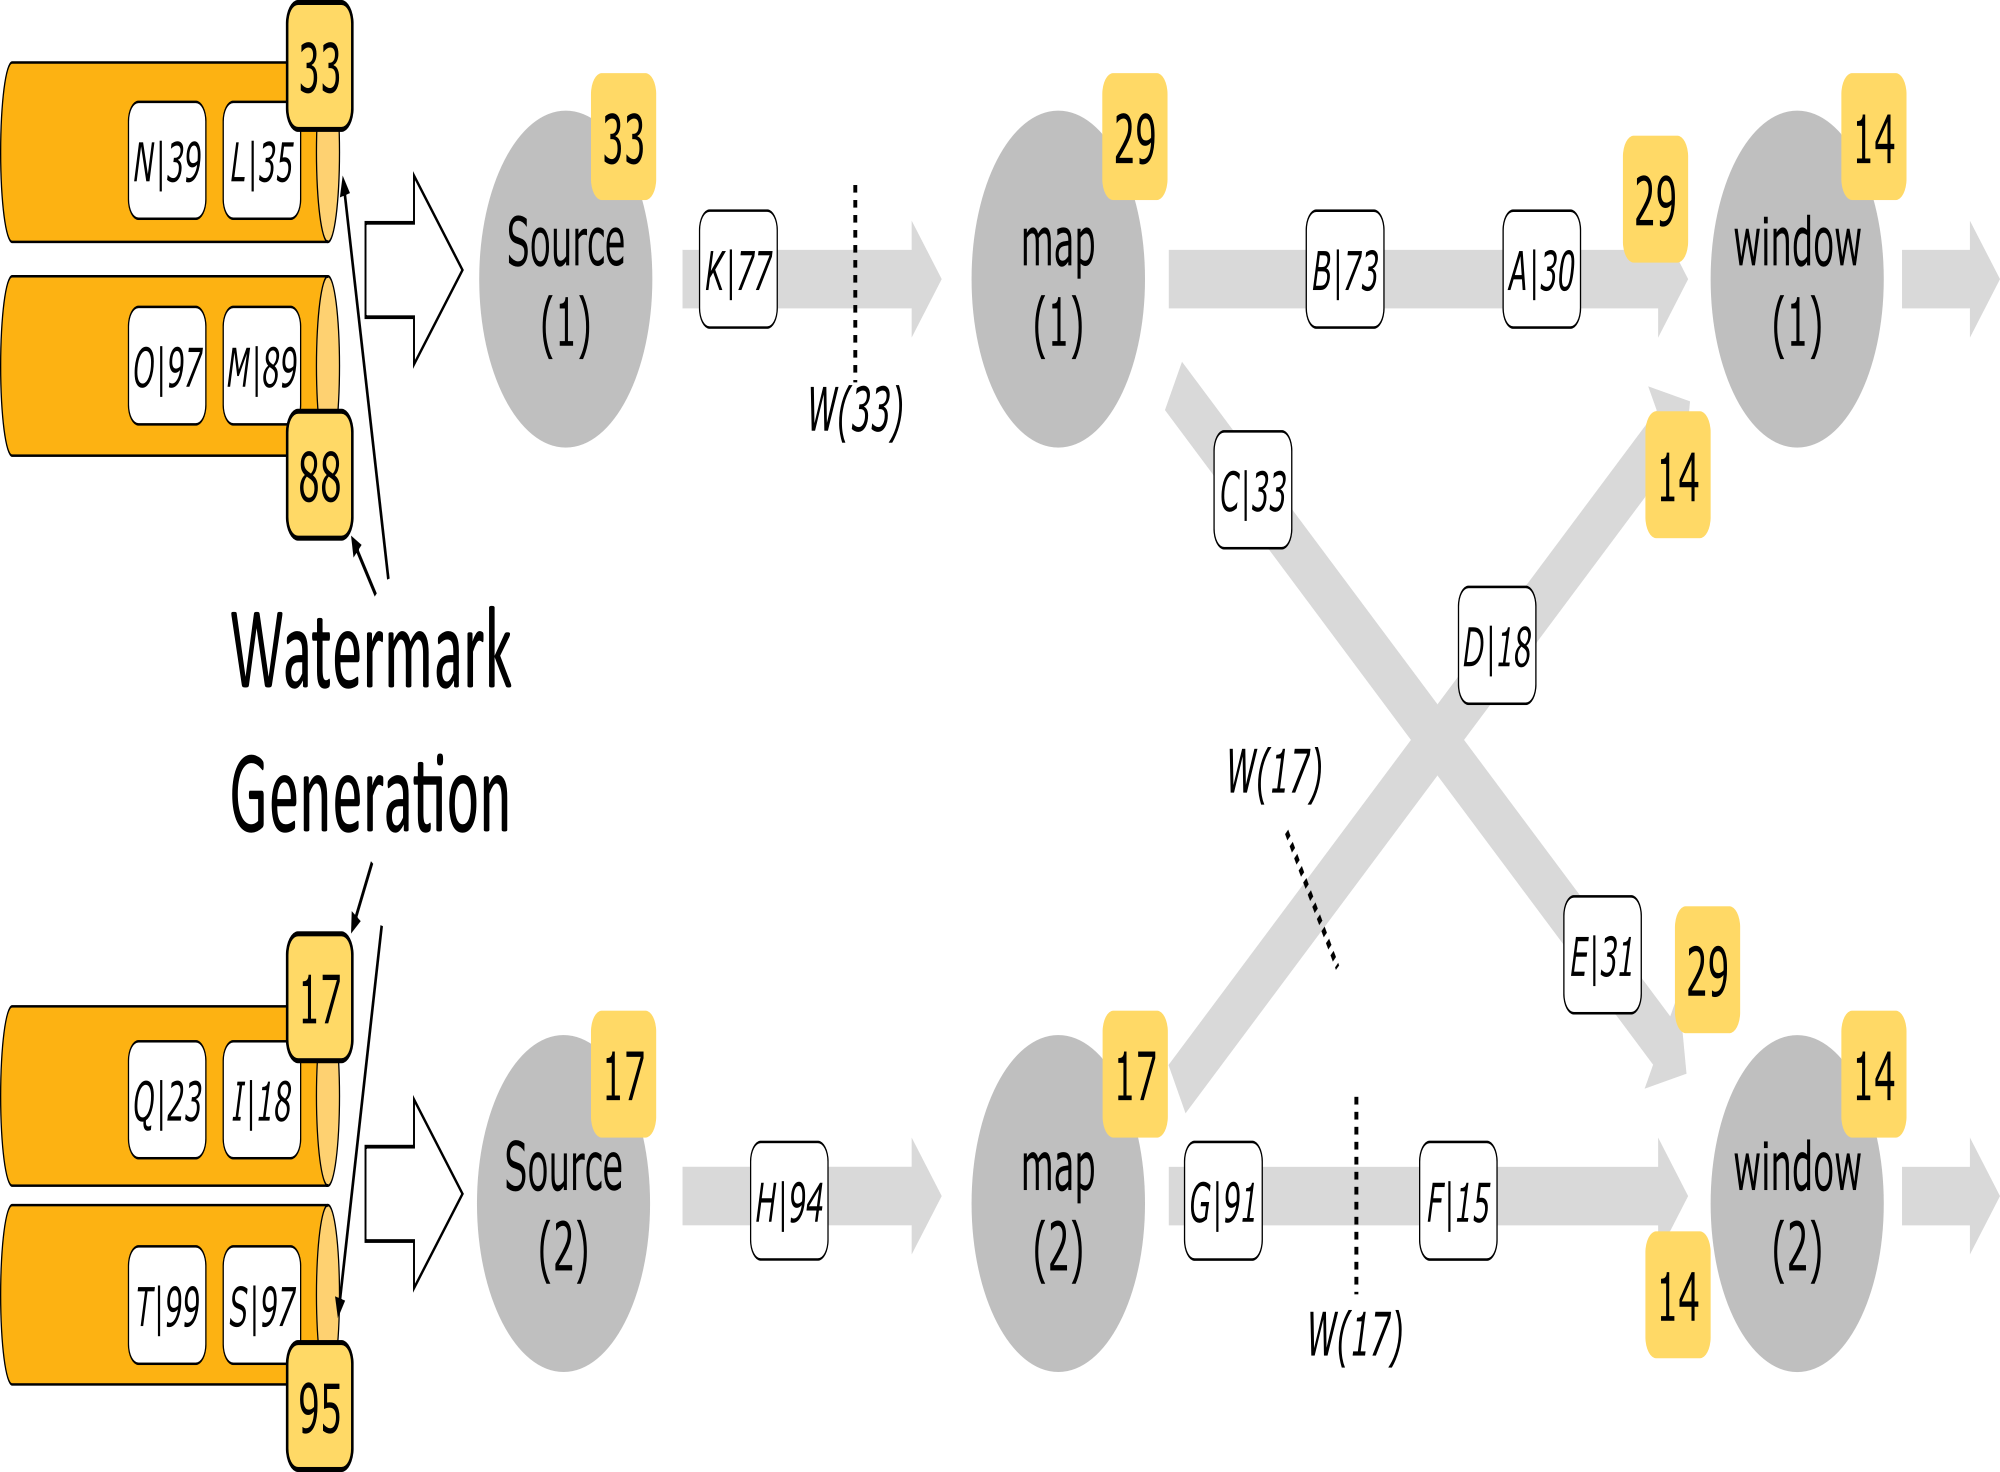 33
N|39
L|35
O|97
M|89
88
33
Source
(1)
K|77
W(33)
29
map
(1)
B|73
A|30
29
14
window
(1)
C|33
14
D|18
Watermark
Generation
W(17)
E|31
29
17
Q|23
I|18
T|99
S|97
95
17
Source
(2)
H|94
17
map
(2)
G|91
F|15
W(17)
14
14
window
(2)